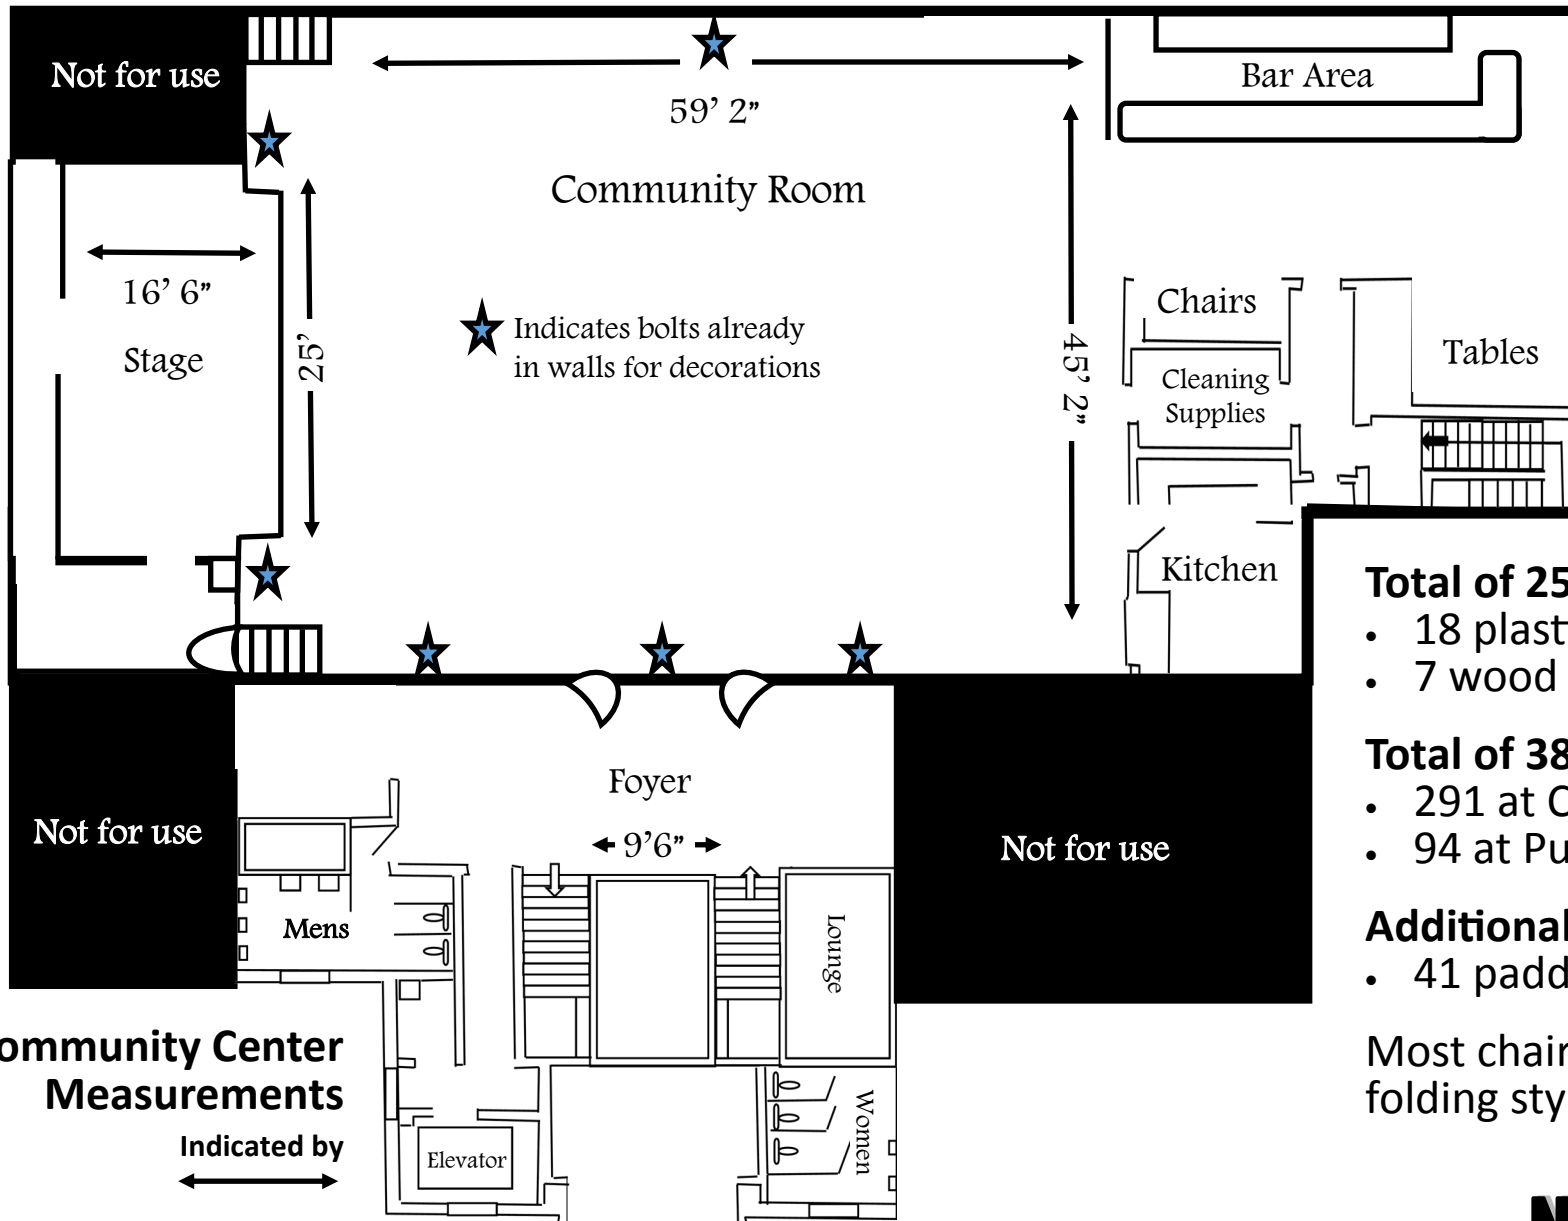 Not for use
59’ 2”
Bar Area
Community Room
16’ 6”
Stage
25’
Indicates bolts already
in walls for decorations
45’ 2”
Chairs
Cleaning
Supplies
Tables
Kitchen
Total of 25
• 18 plast
• 7 wood
Total of 38
• 291 at
• 94 at Pu
Additional
• 41 padd
Most chair
folding sty
Foyer
9’6”
Not for use
Not for use
Mens
Lounge
Women
Elevator
ommunity Center
Measurements
Indicated by